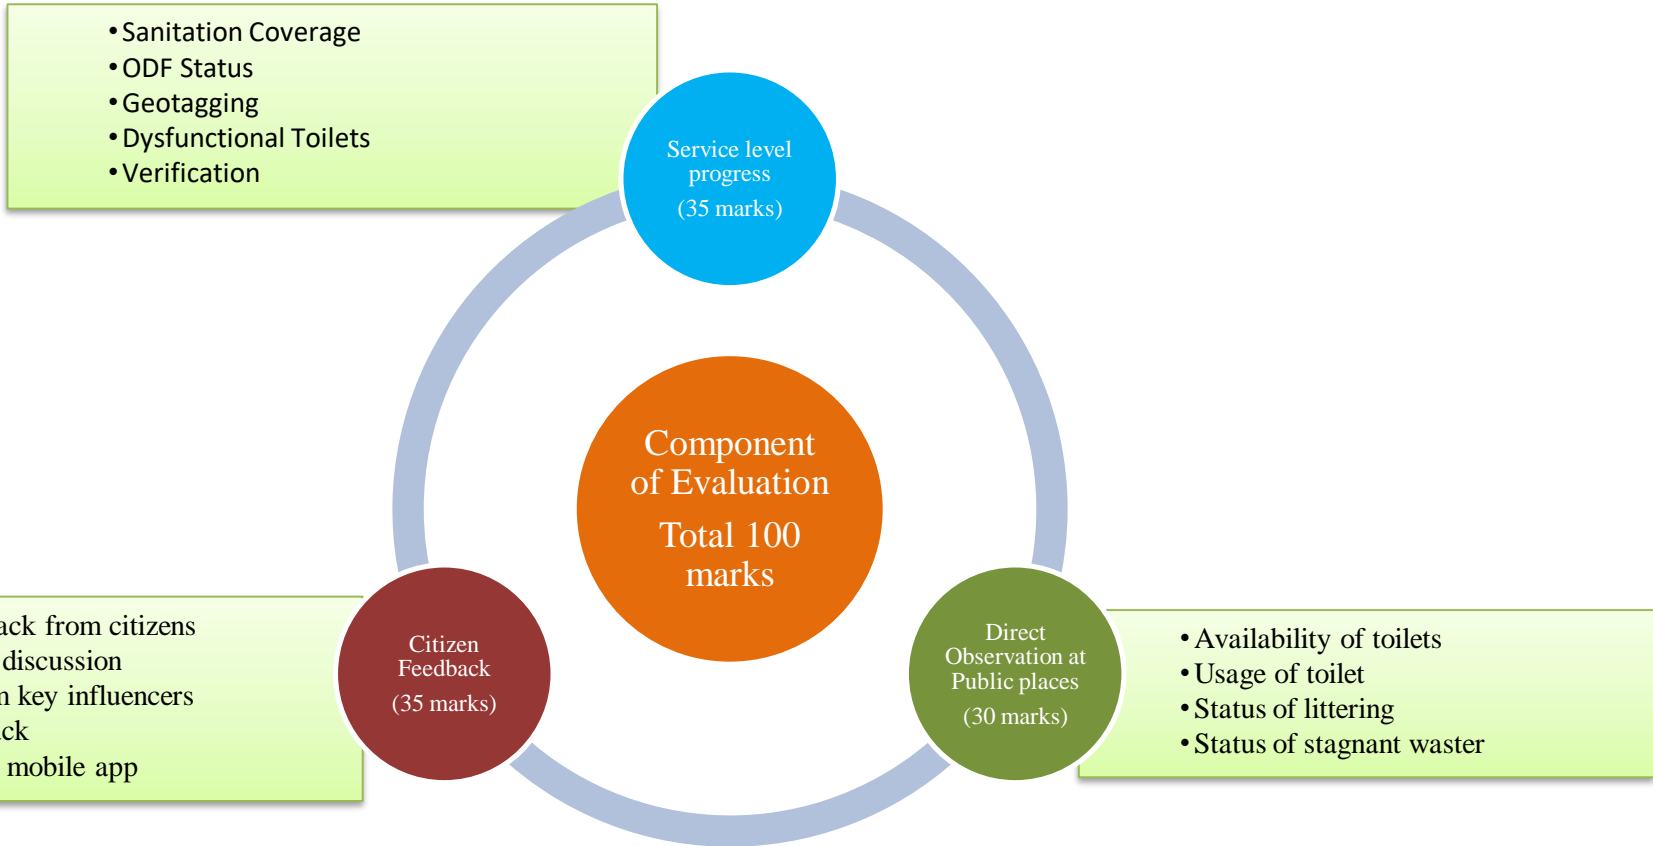 • Sanitation Coverage
• ODF Status
• Geotagging
• Dysfunctional Toilets
• Verification
Service level
progress
(35 marks)
Component
of Evaluation
Total 100
marks
Citizen
Feedback
(35 marks)
from citizens
discussion
key influencers
mobile app
Direct
Observation at
Public places
(30 marks)
• Availability of toilets
• Usage of toilet
• Status of littering
• Status of stagnant waster